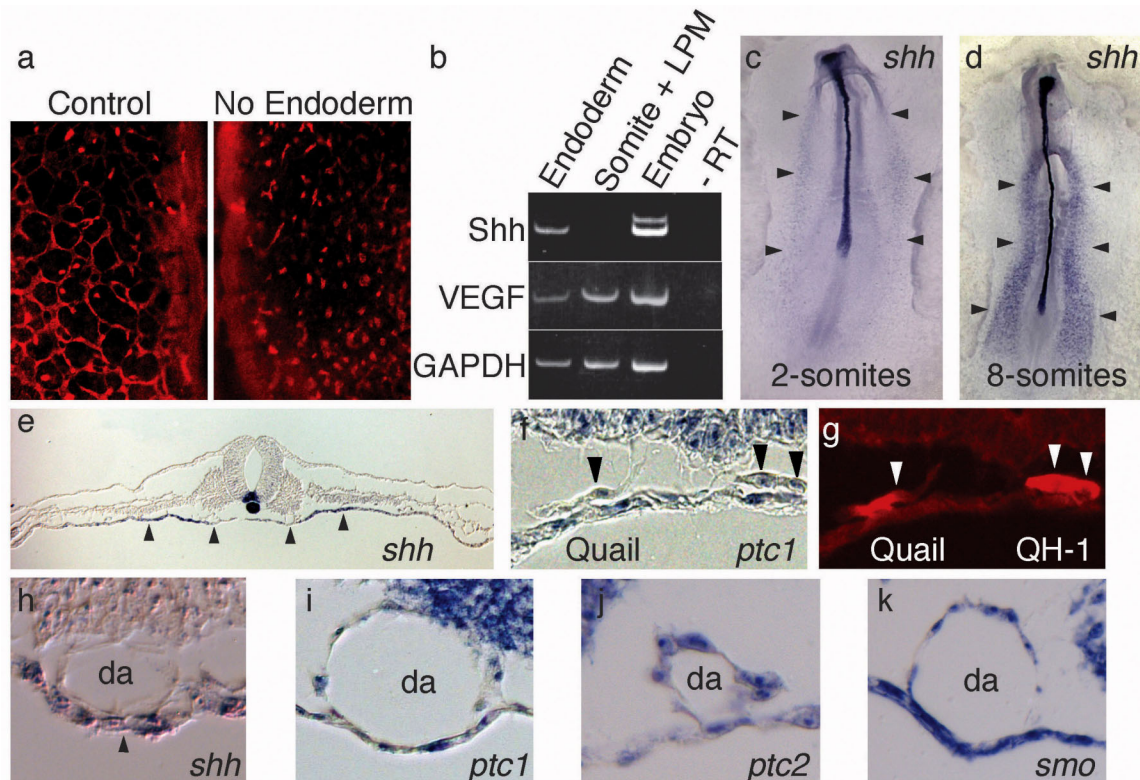 a
Control
No Endoderm
b
Endoderm
Somite + LPM
Embryo
- RT
Shh
VEGF
GAPDH
c
shh
2-somites
d
shh
8-somites
e
shh
f
Quail
ptc1
g
Quail
QH-1
h
da
shh
i
da
ptc1
j
da
ptc2
k
da
smo